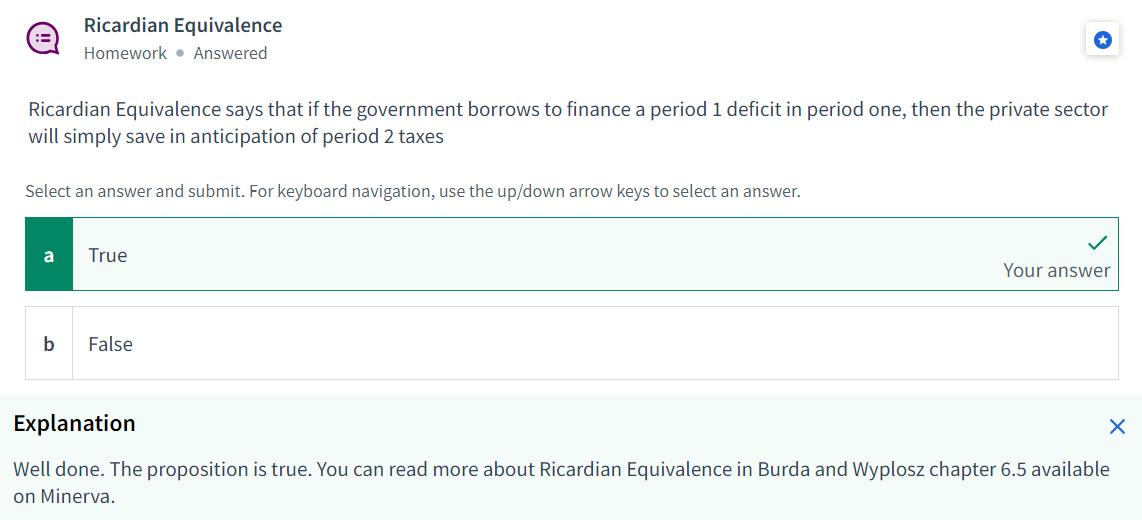 Ricardian Equivalence
Homework • Answered
Ricardian Equivalence says that if the government borrows to finance a period 1 deficit in period one, then the private sector
will simply save in anticipation of period 2 taxes
Select an answer and submit. For keyboard navigation, use the up/down arrow keys to select an answer.
a True
Your answer
b False
Explanation
Well done. The proposition is true. You can read more about Ricardian Equivalence in Burda and Wyplosz chapter 6.5 available
on Minerva.